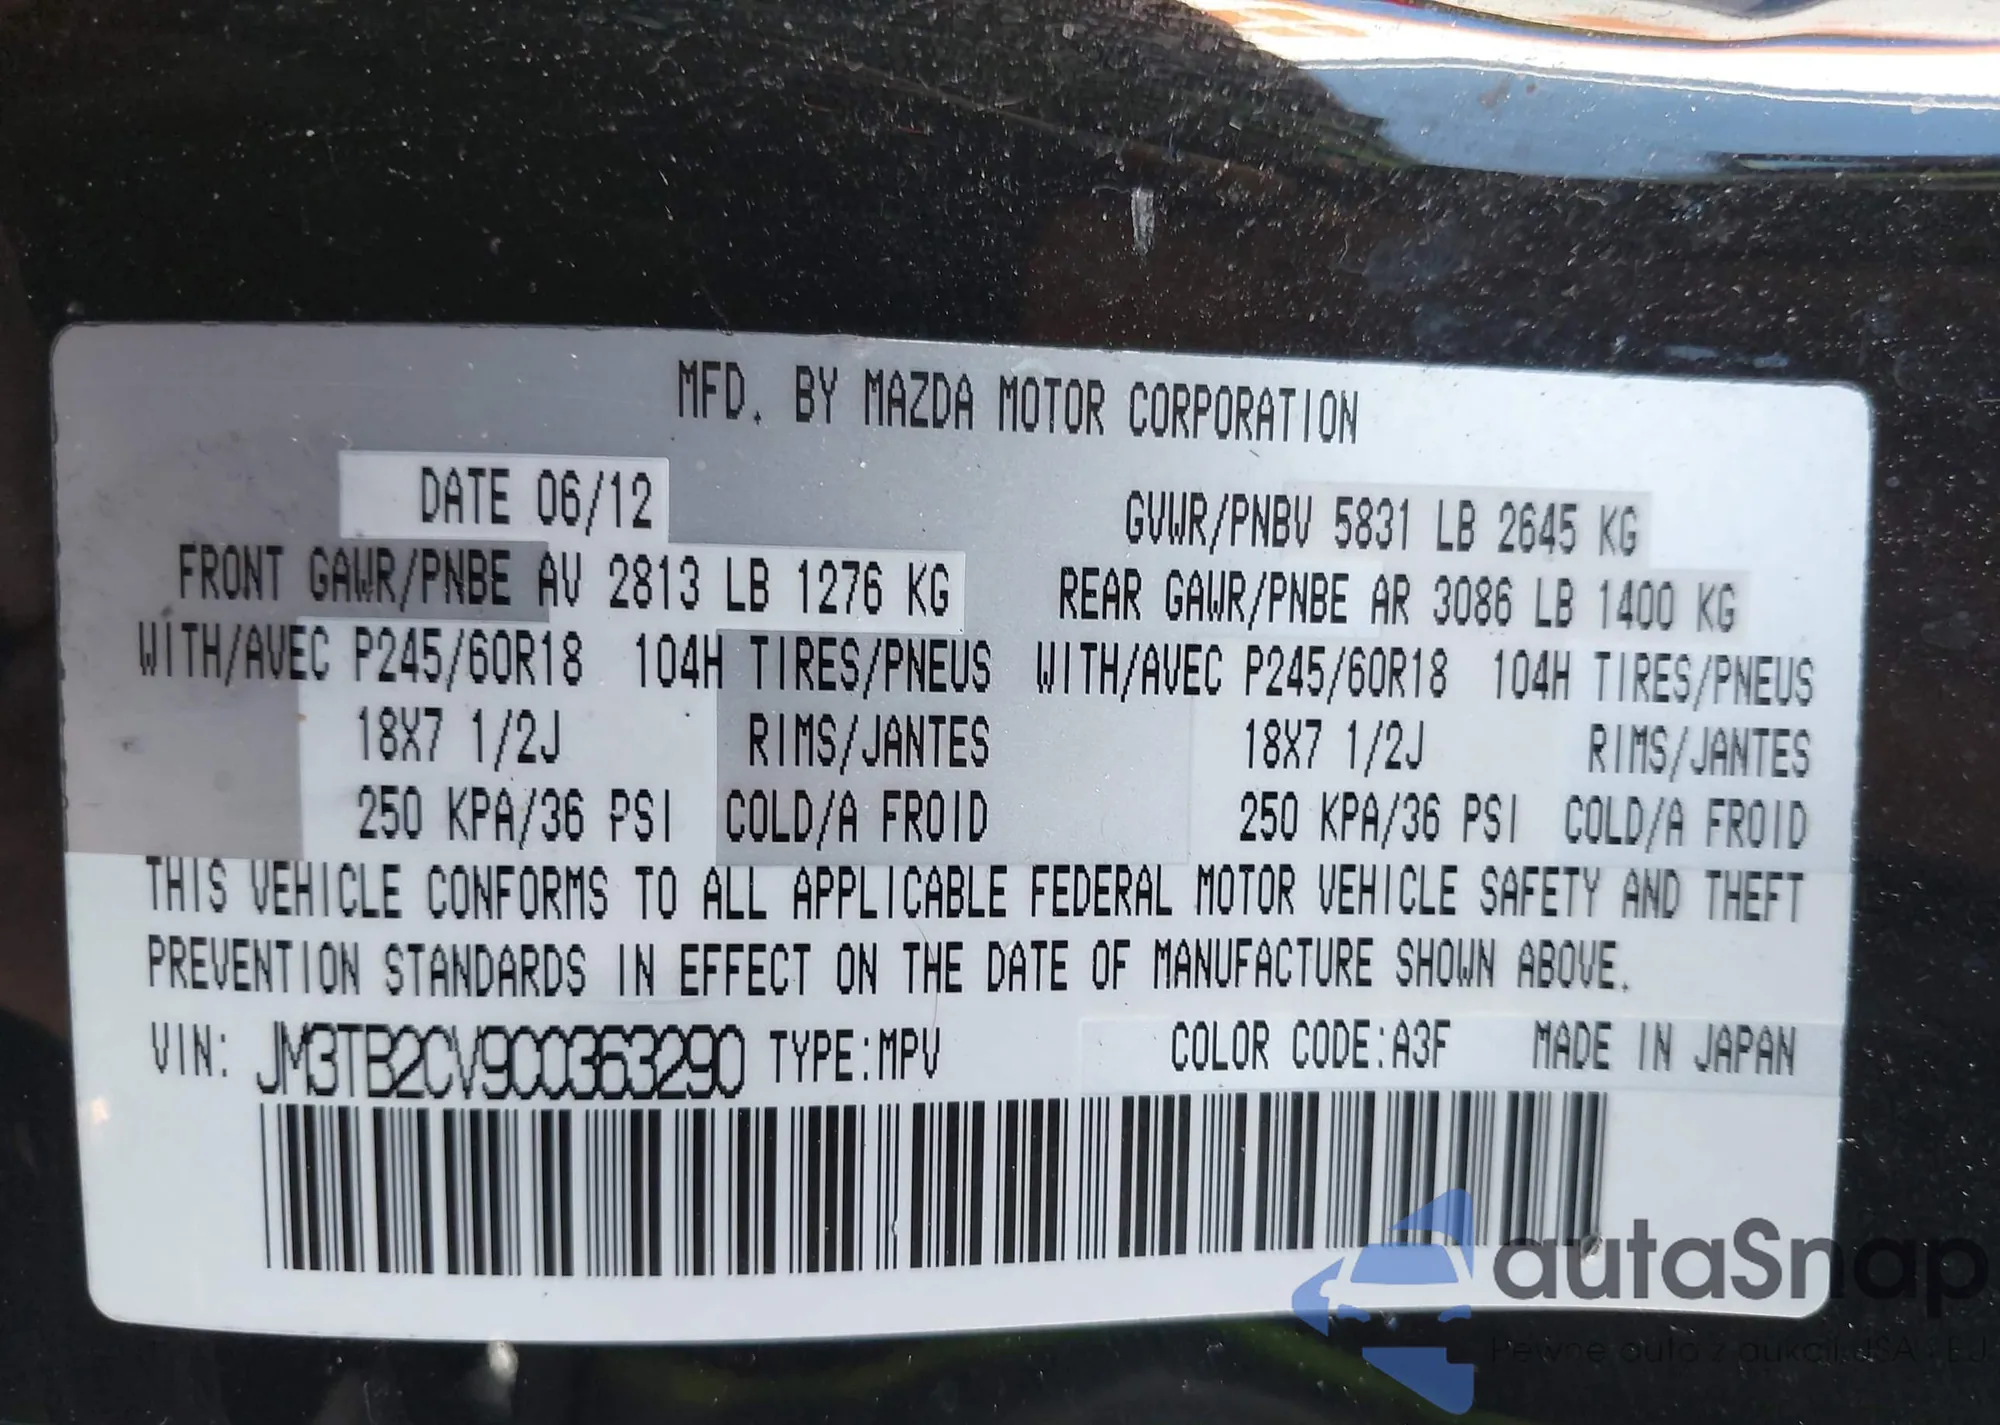 MFD. BY MAZDA MOTOR CORPORATION
DATE 06/12
GVWR/PNBV 5831 LB 2645 KG
FRONT GAWR/PNBE AV 2813 LB 1276 KG
REAR GAWR/PNBE AR 3086 LB 1400 KG
WITH/AVEC P245/60R18 104H TIRES/PNEUS
WITH/AVEC P245/60R18 104H TIRES/PNEUS
18X7 1/2J RIMS/JANTES
18X7 1/2J RIMS/JANTES
250 KPA/36 PSI COLD/A FROID
250 KPA/36 PSI COLD/A FROID
THIS VEHICLE CONFORMS TO ALL APPLICABLE FEDERAL MOTOR VEHICLE SAFETY AND THEFT
PREVENTION STANDARDS IN EFFECT ON THE DATE OF MANUFACTURE SHOWN ABOVE.
VIN: JM3TB2CV9C0363290 TYPE:MPV COLOR CODE:A3F MADE IN JAPAN
autaSnap
Pewne auto z aukcji USA i EU